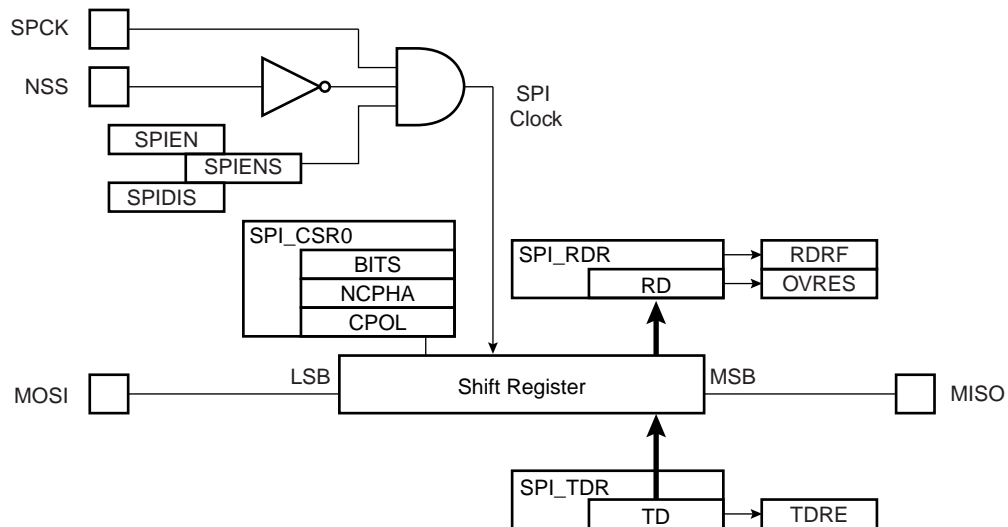 SPCK
NSS
SPI
Clock
SPIEN
SPIENS
SPIDIS
SPI_CSR0
BITS
NCPHA
CPOL
SPI_RDR
RD
RDRF
OVRES
MOSI
LSB
Shift Register
MSB
MISO
SPI_TDR
TD
TDRE